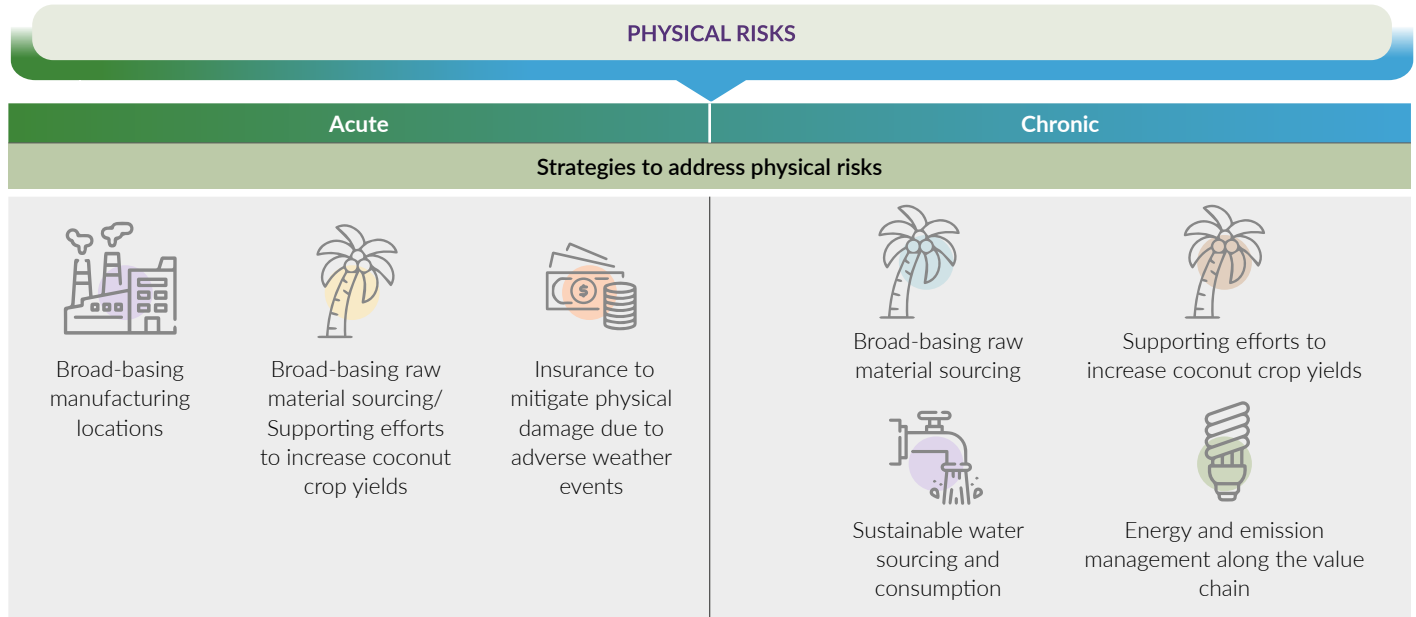 PHYSICAL RISKS
Acute
Chronic
Strategies to address physical risks
Broad-basing
manufacturing
locations
Broad-basing raw
material sourcing/
Supporting efforts
to increase coconut
crop yields
Insurance to
mitigate physical
damage due to
adverse weather
events
Broad-basing raw
material sourcing
Supporting efforts to
increase coconut crop yields
Sustainable water
sourcing and
consumption
Energy and emission
management along the value
chain